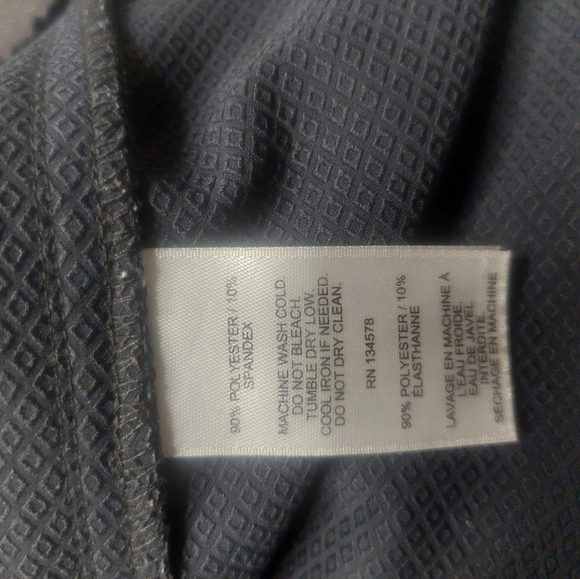 90% POLYESTER / 10%
SPANDEX
MACHINE WASH COLD.
DO NOT BLEACH.
TUMBLE DRY LOW.
COOL IRON IF NEEDED.
DO NOT DRY CLEAN.
RN 134578
90% POLYESTER / 10%
ÉLASTHANNE
LAVAGE EN MACHINE À
L'EAU FROIDE.
EAU DE JAVEL
INTERDITE.
SÉCHAGE EN MACHINE